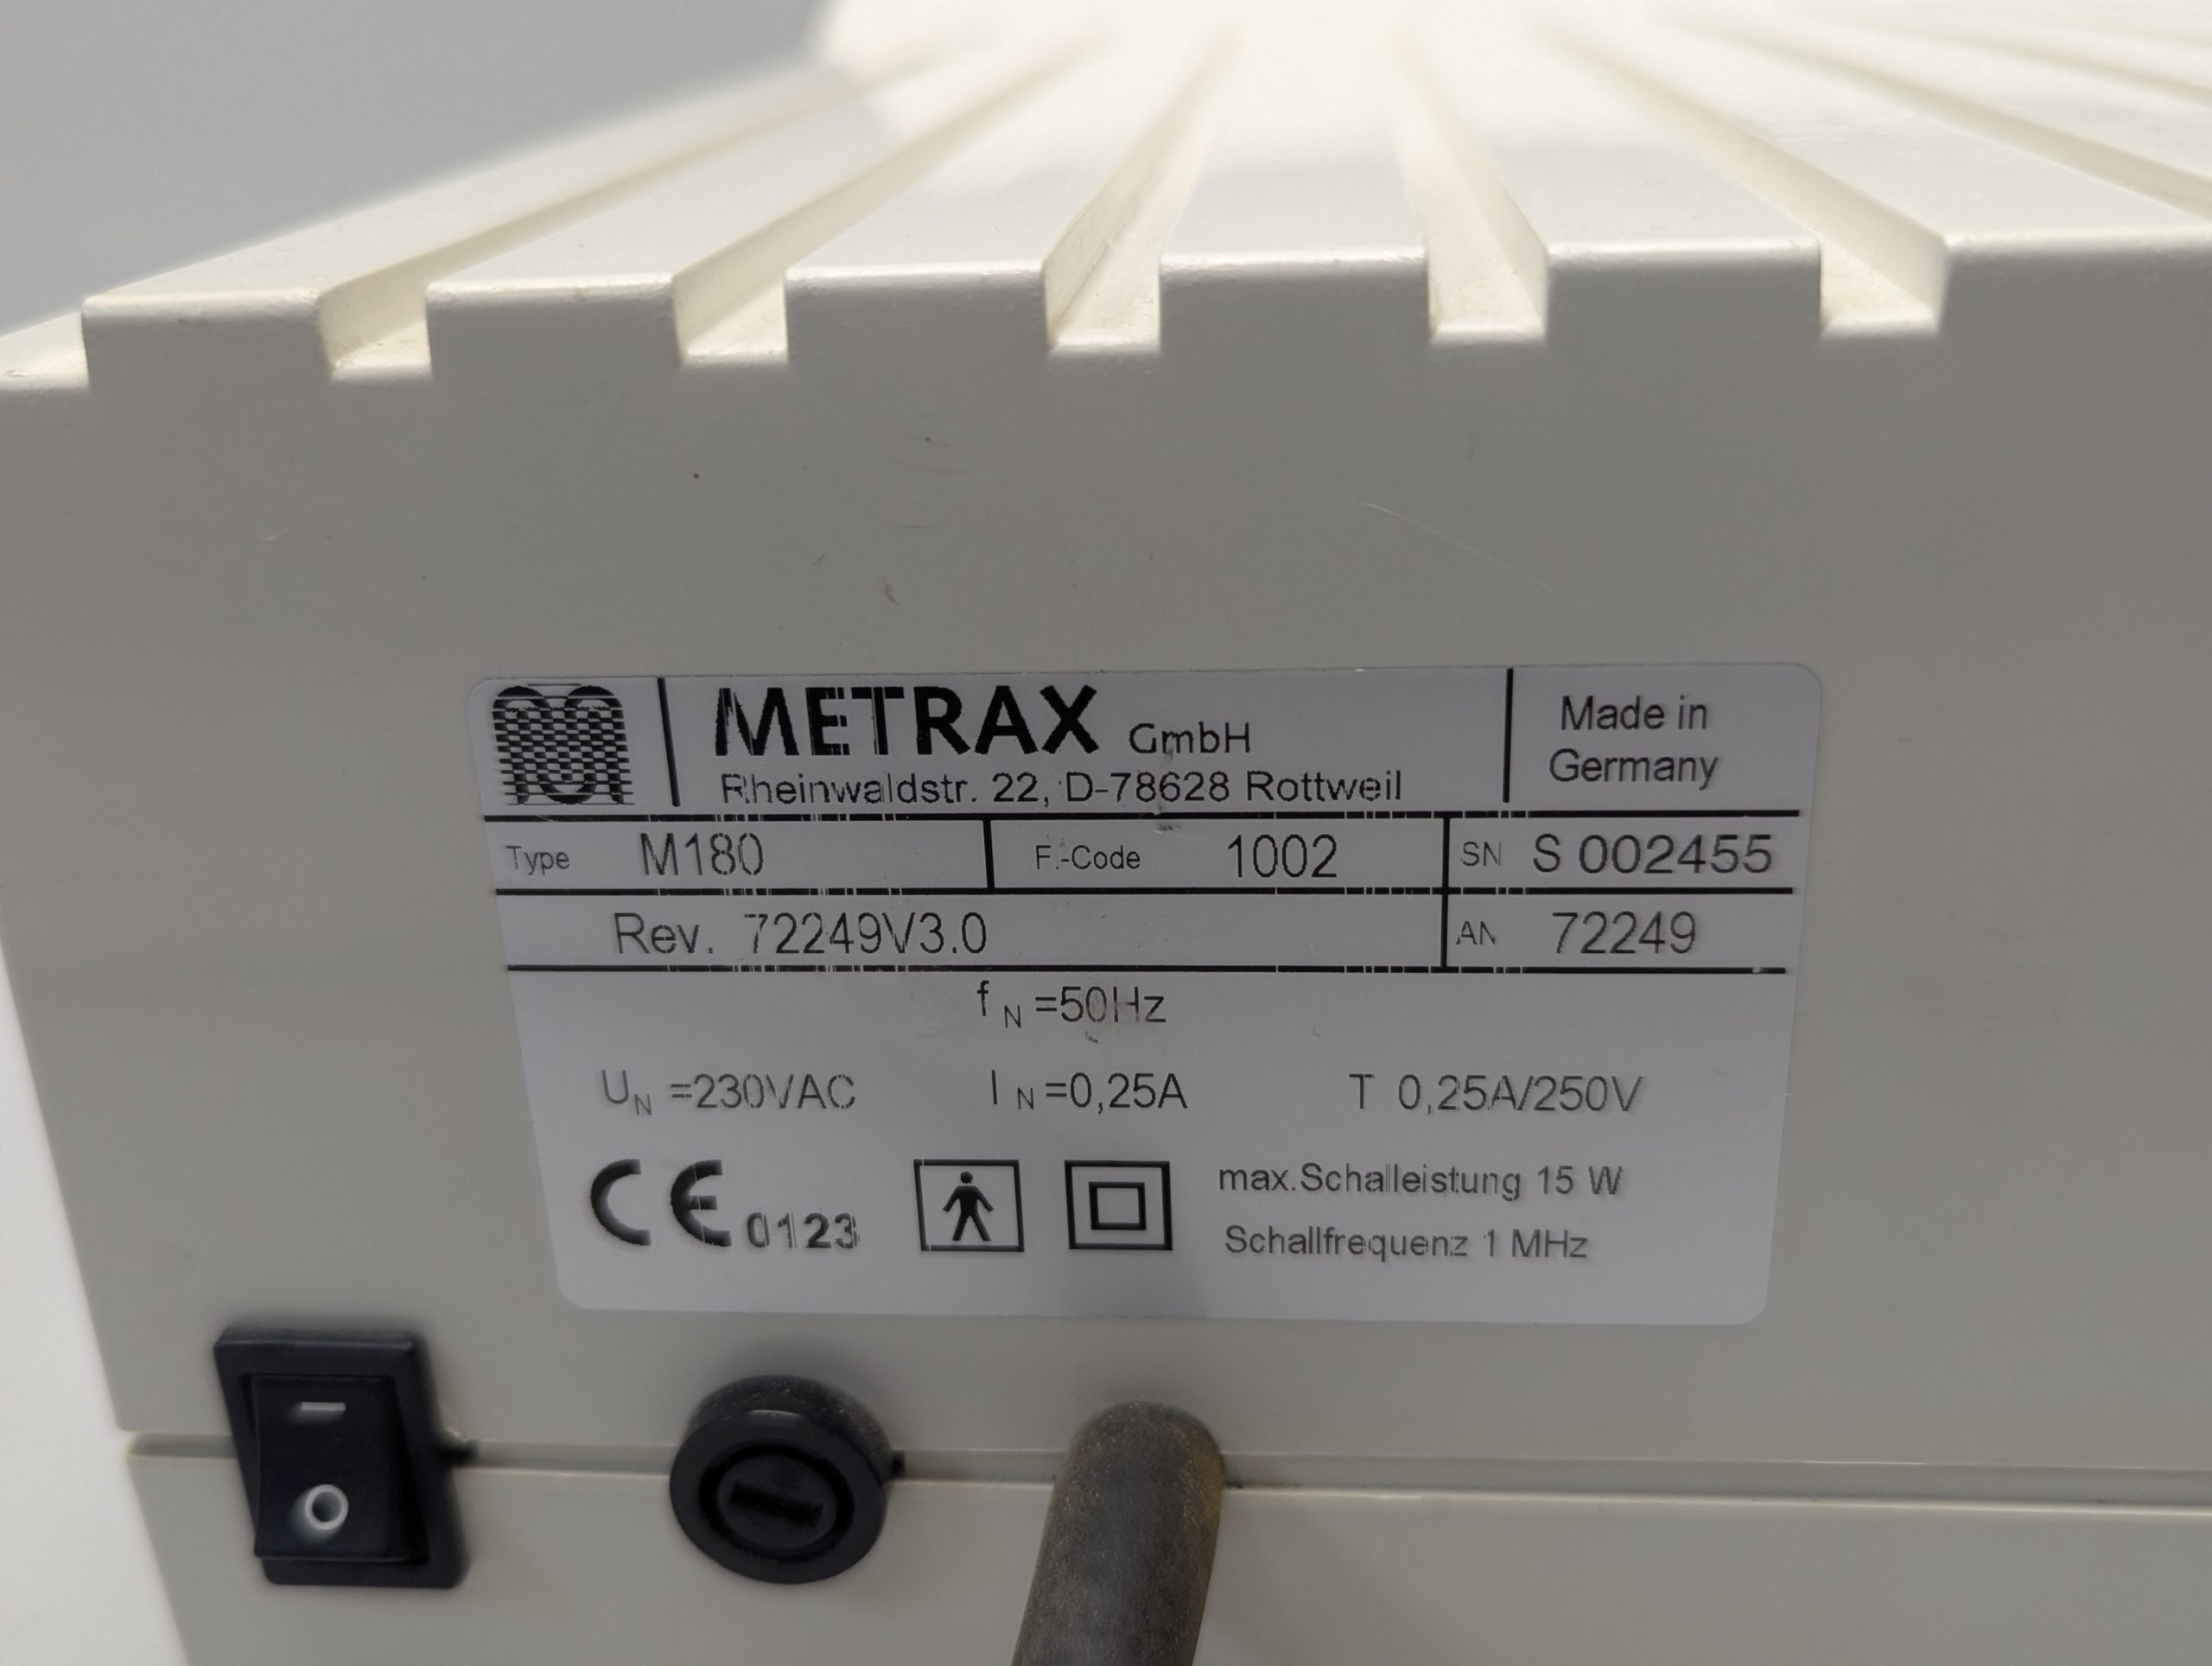 METRAX GmbH
Rheinwaldstr. 22, D-78628 Rottweil
Made in
Germany
Type M180 F.-Code 1002 SN S 002455
Rev. 72249V3.0 AN 72249
fN =50Hz
UN =230VAC IN =0,25A T 0,25A/250V
CE 0123
max.Schalleistung 15 W
Schallfrequenz 1 MHz